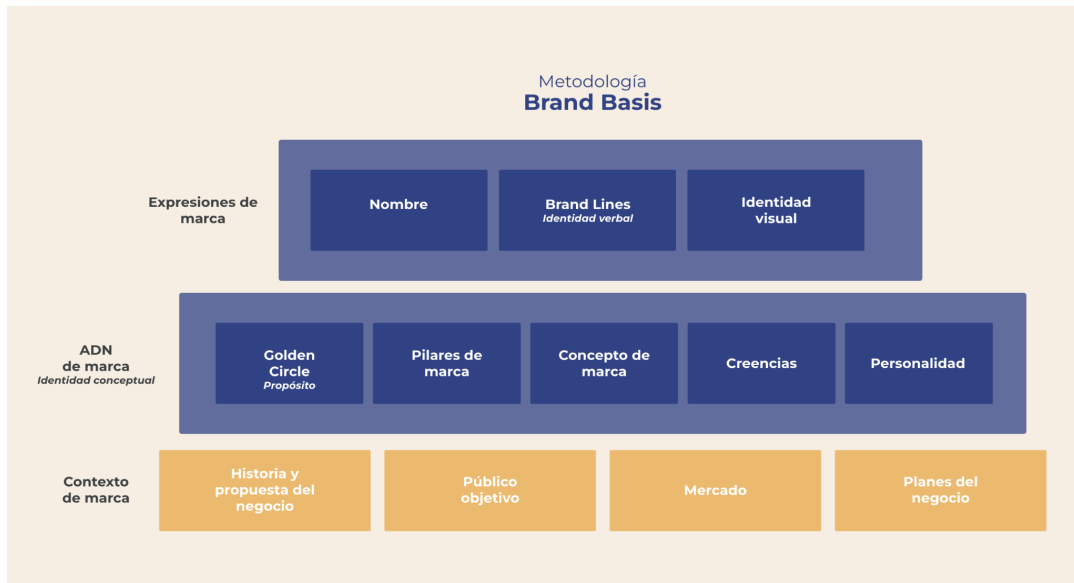 Metodología
Brand Basis
Expresiones de
marca
Nombre
Brand Lines
Identidad verbal
Identidad
visual
ADN
de marca
Identidad conceptual
Golden
Circle
Propósito
Pilares de
marca
Concepto de
marca
Creencias
Personalidad
Contexto
de marca
Historia y
propuesta del
negocio
Público
objetivo
Mercado
Planes del
negocio